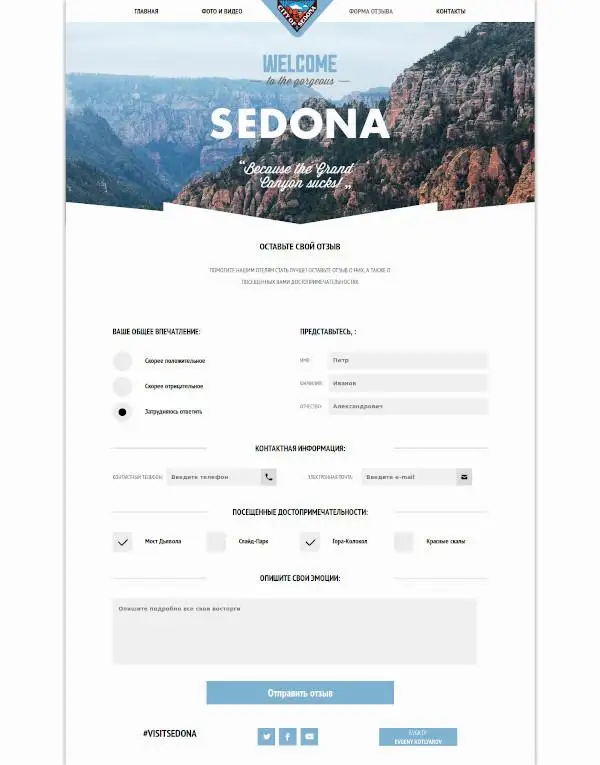 ГЛАВНАЯ
ФОТО И ВИДЕО
CITY OF SEDONA
ФОРМА ОТЗЫВА
КОНТАКТЫ
WELCOME
to the gorgeous
SEDONA
“Because the Grand
Canyon sucks!”
ОСТАВЬТЕ СВОЙ ОТЗЫВ
ПОМОГИТЕ НАШИМ ОТЕЛЯМ СТАТЬ ЛУЧШЕ! ОСТАВЬТЕ ОТЗЫВ О НИХ, А ТАКЖЕ О
ПОСЕЩЕННЫХ ВАМИ ДОСТОПРИМЕЧАТЕЛЬНОСТЯХ.
ВАШЕ ОБЩЕЕ ВПЕЧАТЛЕНИЕ:
Скорее положительное
Скорее отрицательное
Затрудняюсь ответить
ПРЕДСТАВЬТЕСЬ, :
ИМЯ: Петр
ФАМИЛИЯ: Иванов
ОТЧЕСТВО: Александрович
КОНТАКТНАЯ ИНФОРМАЦИЯ:
КОНТАКТНЫЙ ТЕЛЕФОН: Введите телефон
ЭЛЕКТРОННАЯ ПОЧТА: Введите e-mail
ПОСЕЩЕННЫЕ ДОСТОПРИМЕЧАТЕЛЬНОСТИ:
Мост Дьявола
Слайд-Парк
Гора-Колокол
Красные скалы
ОПИШИТЕ СВОИ ЭМОЦИИ:
Опишите подробно все свои восторги
Отправить отзыв
#VISITSEDONA
EVGENY KOTLYAROV